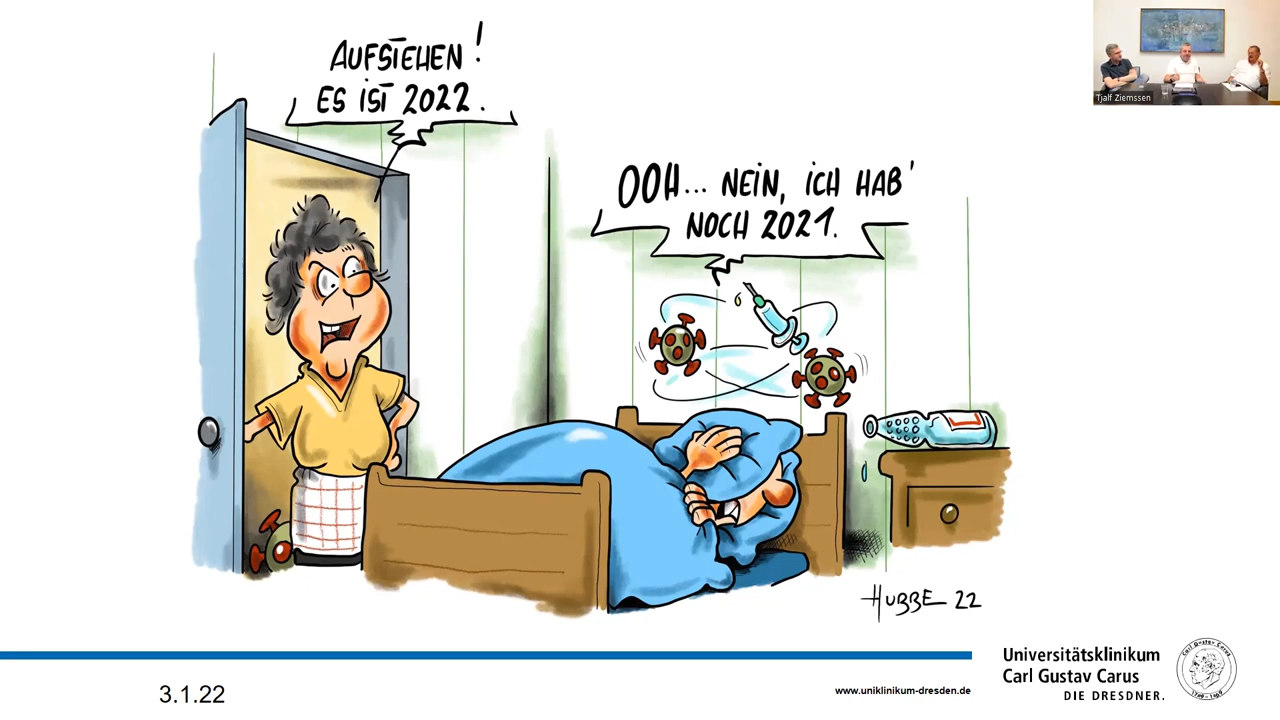 AUFSTEHEN!
ES IST 2022.
OOH... NEIN, ICH HAB'
NOCH 2021.
Tjalf Ziemssen
HUBBE 22
3.1.22
www.uniklinikum-dresden.de
Universitätsklinikum
Carl Gustav Carus
DIE DRESDNER.